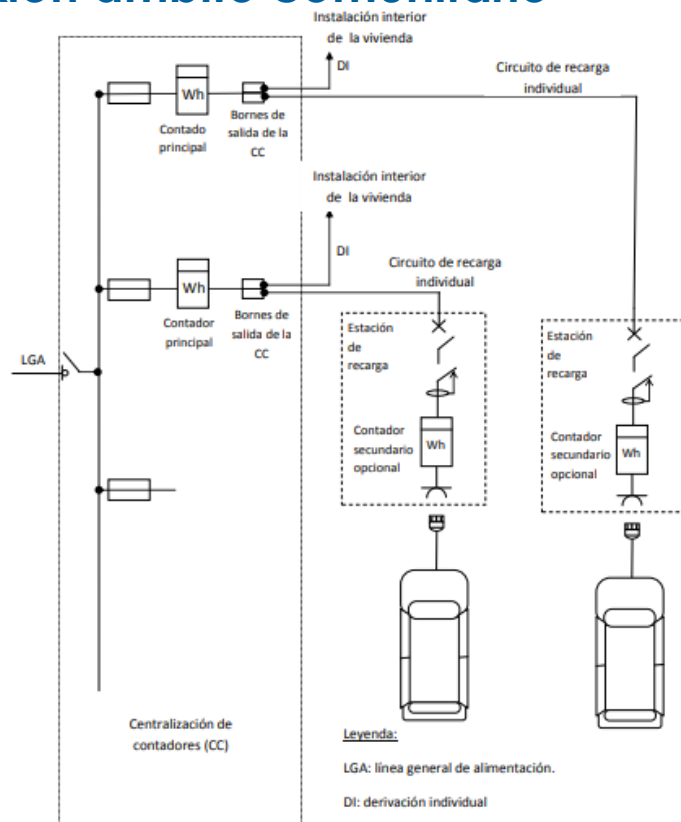 ámbito Comunitario
Instalación interior
de la vivienda
DI
Circuito de recarga
individual
Wh
Contado
principal
Bornes de
salida de la
CC
Instalación interior
de la vivienda
DI
Circuito de recarga
individual
Wh
Contador
principal
Bornes de
salida de la
CC
LGA
Estación
de
recarga
Contador
secundario
opcional
Wh
Estación
de
recarga
Contador
secundario
opcional
Wh
Centralización de
contadores (CC)
Leyenda:
LGA: línea general de alimentación.
DI: derivación individual